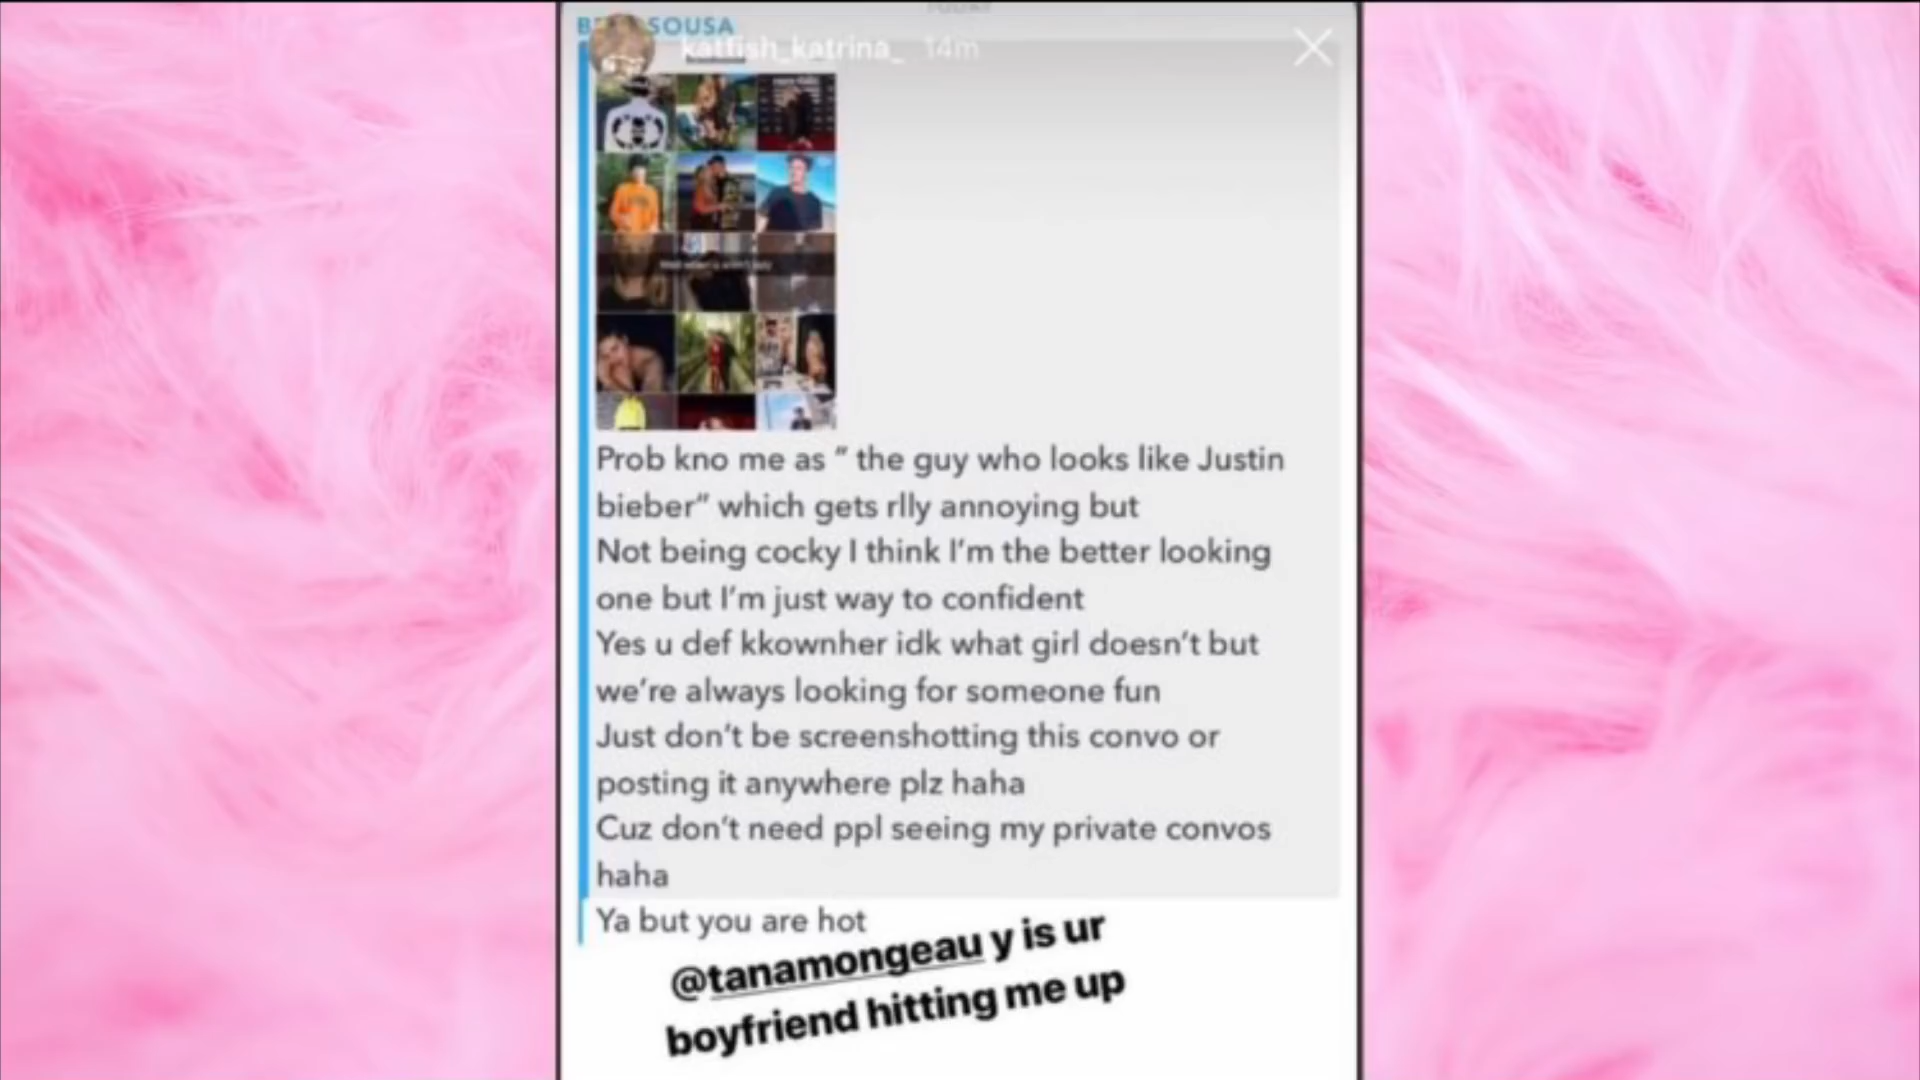 SOUSA
katfish_katrina_ 14m
Prob kno me as " the guy who looks like Justin
bieber" which gets rlly annoying but
Not being cocky I think I'm the better looking
one but I'm just way to confident
Yes u def kkownher idk what girl doesn't but
we're always looking for someone fun
Just don't be screenshotting this convo or
posting it anywhere plz haha
Cuz don't need ppl seeing my private convos
haha
Ya but you are hot
@tanamongeau y is ur
boyfriend hitting me up